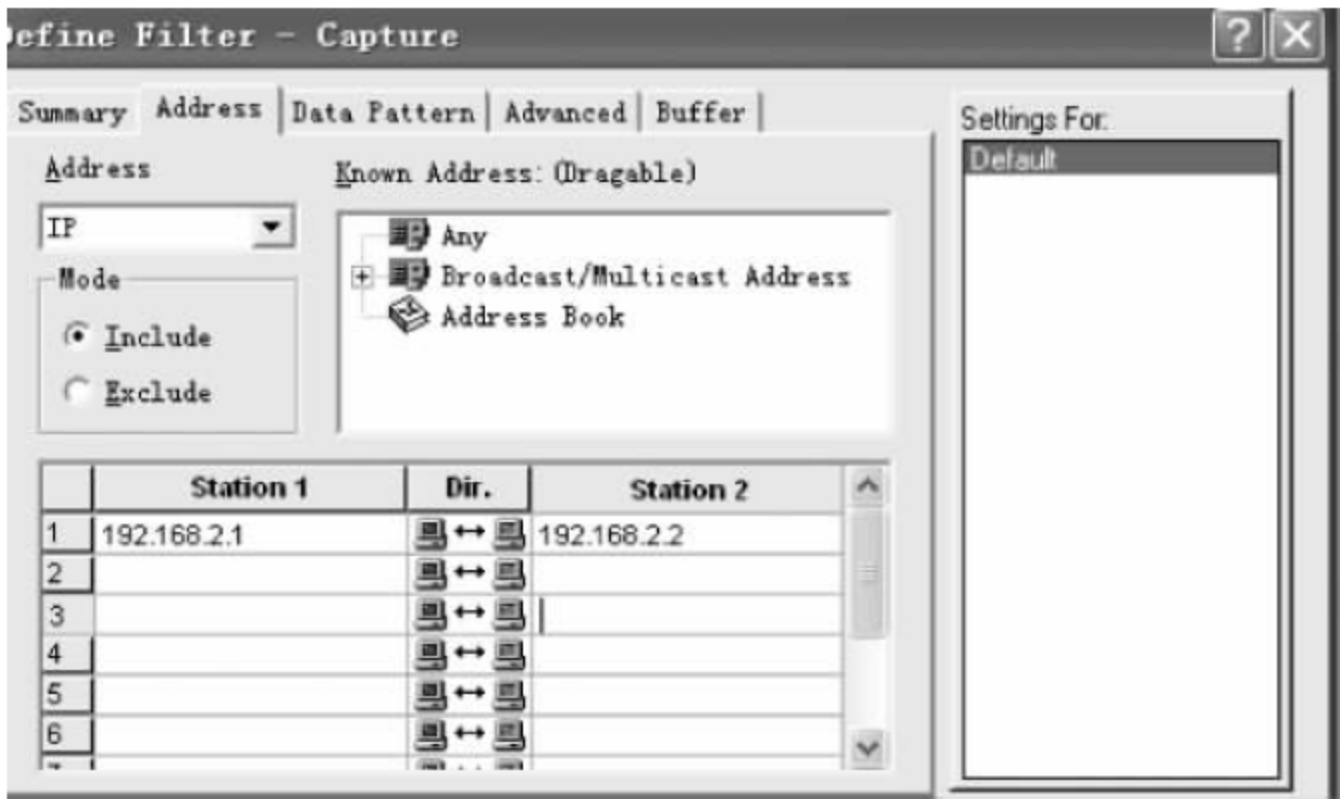 efine Filter - Capture
Summary Address Data Pattern Advanced Buffer
Settings For:
Default
Address
Known Address: (Dragable)
IP
Any
Broadcast/Multicast Address
Address Book
Mode
Include
Exclude
Station 1 Dir. Station 2
1 192.168.2.1 192.168.2.2
2
3
4
5
6